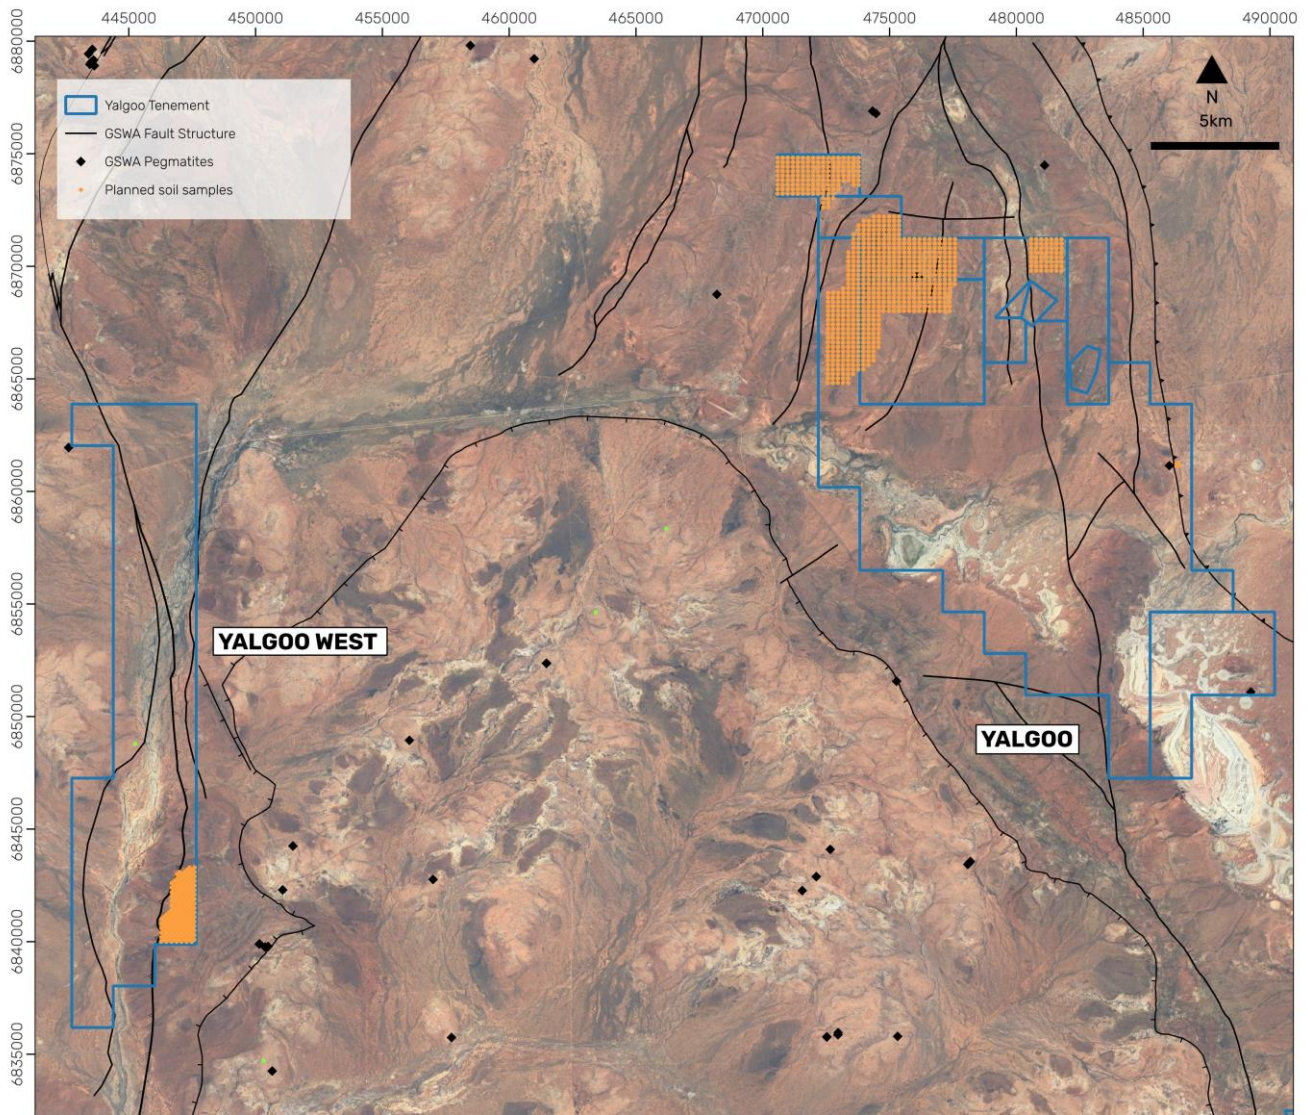 445000 450000 455000 460000 465000 470000 475000 480000 485000 490000
6880000
6875000
6870000
6865000
6860000
6855000
6850000
6845000
6840000
6835000
Yalgoo Tenement
GSWA Fault Structure
GSWA Pegmatites
Planned soil samples
N
5km
YALGOO WEST
YALGOO